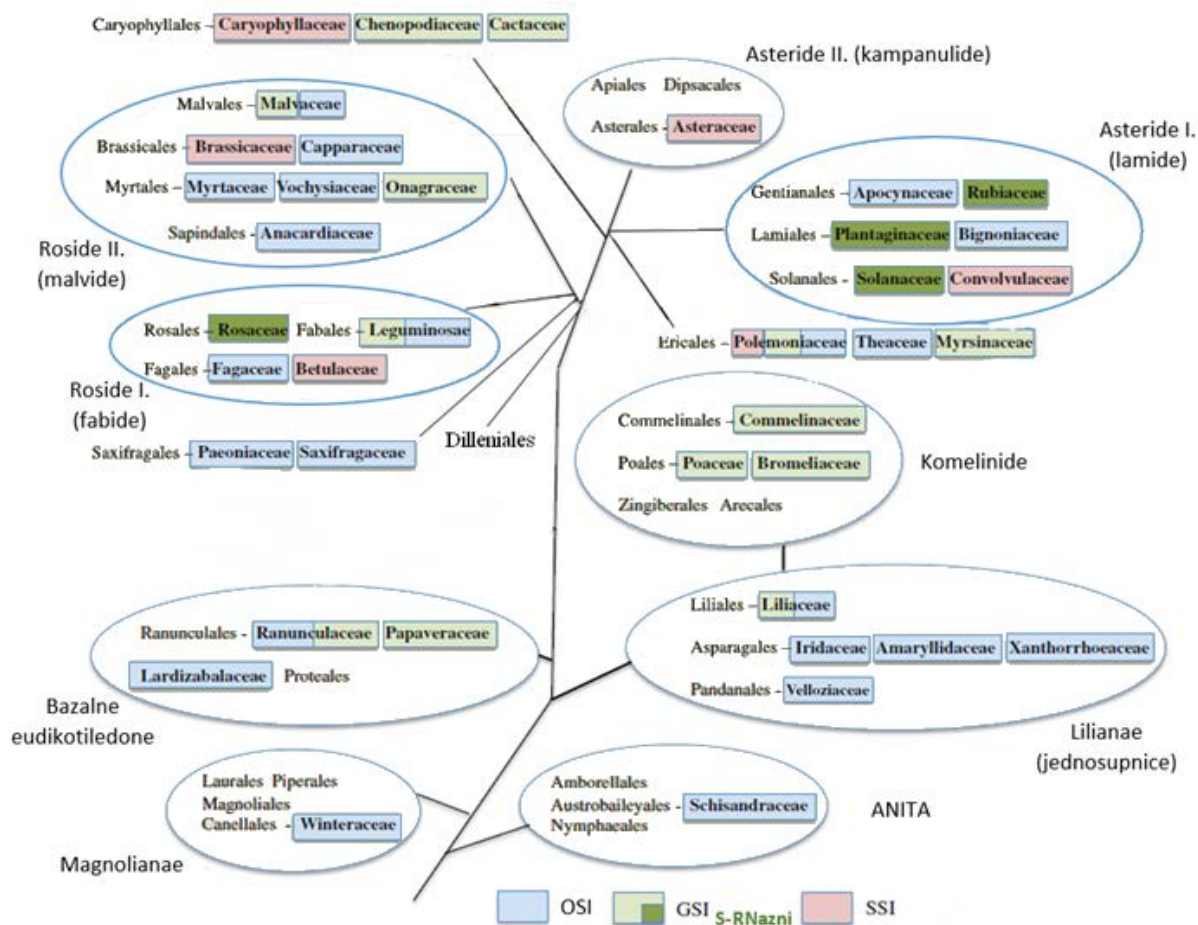 Caryophyllales – Caryophyllaceae Chenopodiaceae Cactaceae
Asteride II. (kampanulide)
Apiales Dipsacales
Asterales – Asteraceae
Malvales – Malvaceae
Brassicales – Brassicaceae Capparaceae
Myrtales – Myrtaceae Vochysiaceae Onagraceae
Sapindales – Anacardiaceae
Roside II.
(malvide)
Asteride I.
(lamide)
Gentianales – Apocynaceae Rubiaceae
Lamiales – Plantaginaceae Bignoniaceae
Solanales – Solanaceae Convolvulaceae
Rosales – Rosaceae Fabales – Leguminosae
Fagales – Fagaceae Betulaceae
Roside I.
(fabide)
Ericales – Polemoniaceae Theaceae Myrsinaceae
Saxifragales – Paeoniaceae Saxifragaceae
Dilleniales
Commelinales – Commelinaceae
Poales – Poaceae Bromeliaceae
Zingiberales Arecales
Komelinide
Ranunculales - Ranunculaceae Papaveraceae
Lardizabalaceae Proteales
Bazalne
eudikotiledone
Liliales – Liliaceae
Asparagales – Iridaceae Amaryllidaceae Xanthorrhoeaceae
Pandanales – Velloziaceae
Lilianae
(jednosupnice)
Laurales Piperales
Magnoliales
Canellales – Winteraceae
Magnolianae
Amborellales
Austrobaileyales – Schisandraceae
Nymphaeales
ANITA
OSI GSI S-RNazni SSI